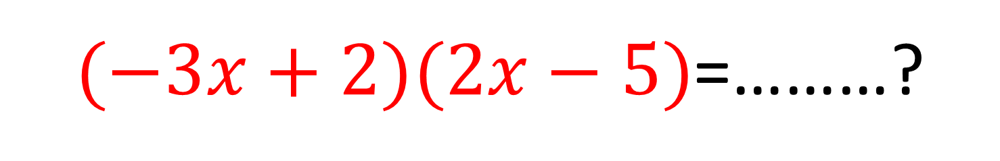 (−3x + 2)(2x − 5)=.........?